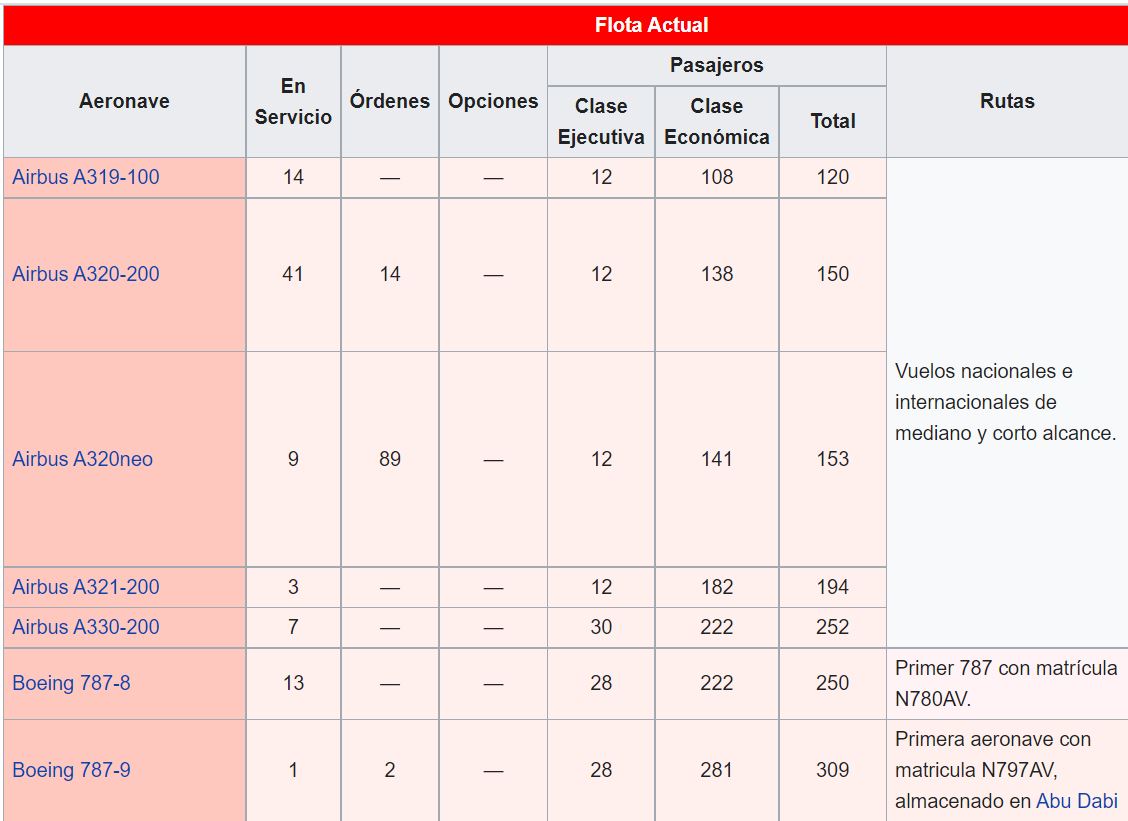 Flota Actual
Aeronave
En
Servicio
Órdenes
Opciones
Pasajeros
Rutas
Clase
Ejecutiva
Clase
Económica
Total
Airbus A319-100 14 — — 12 108 120
Airbus A320-200 41 14 — 12 138 150
Vuelos nacionales e
internacionales de
mediano y corto alcance.
Airbus A320neo 9 89 — 12 141 153
Airbus A321-200 3 — — 12 182 194
Airbus A330-200 7 — — 30 222 252
Boeing 787-8 13 — — 28 222 250
Primer 787 con matrícula
N780AV.
Boeing 787-9 1 2 — 28 281 309
Primera aeronave con
matricula N797AV,
almacenado en Abu Dabi